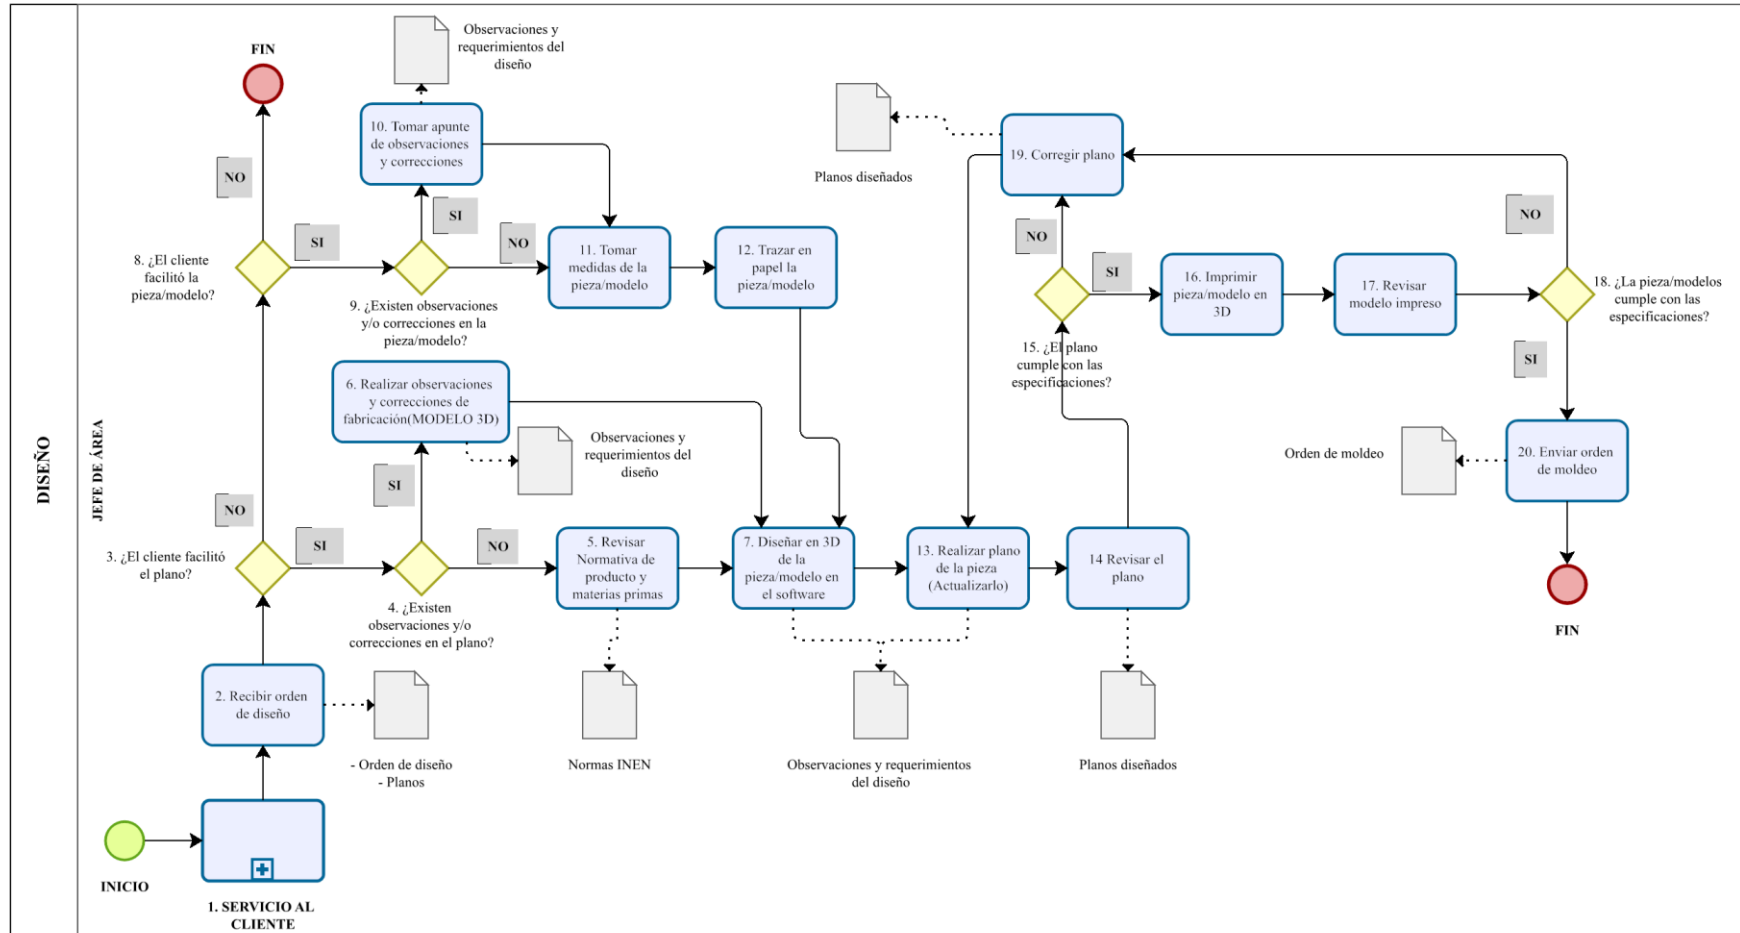 DISEÑO
JEFE DE ÁREA
FIN
Observaciones y
requerimientos del
diseño
10. Tomar apunte
de observaciones
y correcciones
NO
SI
SI
NO
8. ¿El cliente
facilitó la
pieza/modelo?
9. ¿Existen observaciones
y/o correcciones en la
pieza/modelo?
11. Tomar
medidas de la
pieza/modelo
12. Trazar en
papel la
pieza/modelo
Planos diseñados
19. Corregir plano
NO
SI
NO
15. ¿El plano
cumple con las
especificaciones?
16. Imprimir
pieza/modelo en
3D
17. Revisar
modelo impreso
18. ¿La pieza/modelos
cumple con las
especificaciones?
SI
6. Realizar observaciones
y correcciones de
fabricación(MODELO 3D)
Observaciones y
requerimientos del
diseño
Orden de moldeo
20. Enviar orden
de moldeo
FIN
NO
SI
SI
NO
3. ¿El cliente facilitó
el plano?
4. ¿Existen
observaciones y/o
correcciones en el plano?
5. Revisar
Normativa de
producto y
materias primas
7. Diseñar en 3D de
la
pieza/modelo en
el software
13. Realizar plano
de la pieza
(Actualizarlo)
14 Revisar el
plano
2. Recibir orden
de diseño
- Orden de diseño
- Planos
Normas INEN
Observaciones y requerimientos
del diseño
Planos diseñados
INICIO
1. SERVICIO AL
CLIENTE